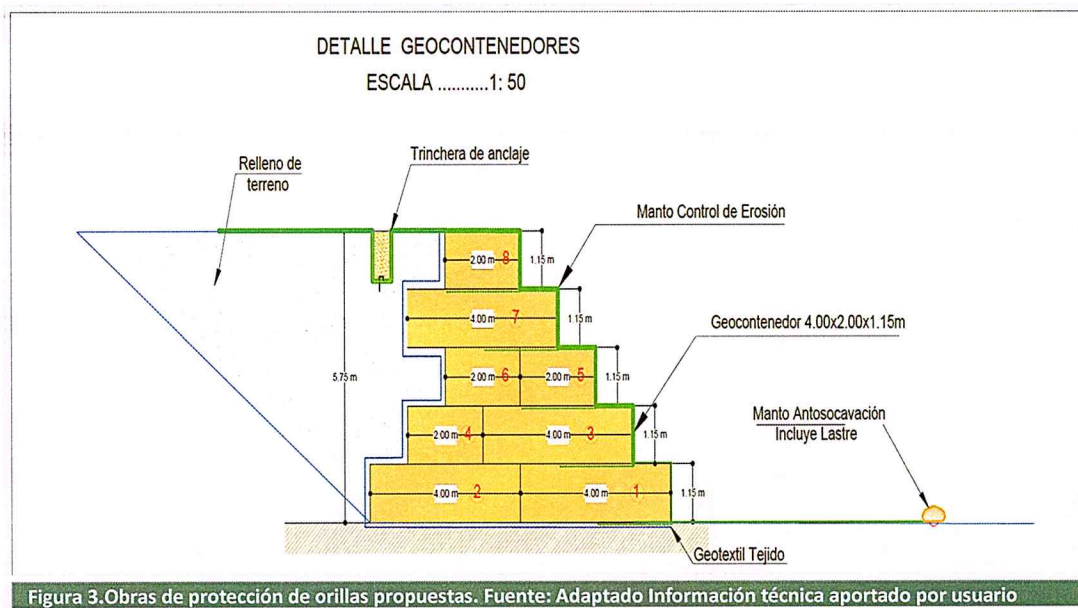 DETALLE GEOCONTENEDORES
ESCALA ...........1: 50
Relleno de
terreno
Trinchera de anclaje
Manto Control de Erosión
2.00 m 8
1.15 m
4.00 m 7
1.15 m
Geocontenedor 4.00x2.00x1.15m
5.75 m
2.00 m 6
2.00 m 5
1.15 m
2.00 m 4
4.00 m 3
1.15 m
Manto Antosocavación
Incluye Lastre
4.00 m 2
4.00 m 1
1.15 m
Geotextil Tejido
Figura 3.Obras de protección de orillas propuestas. Fuente: Adaptado Información técnica aportado por usuario